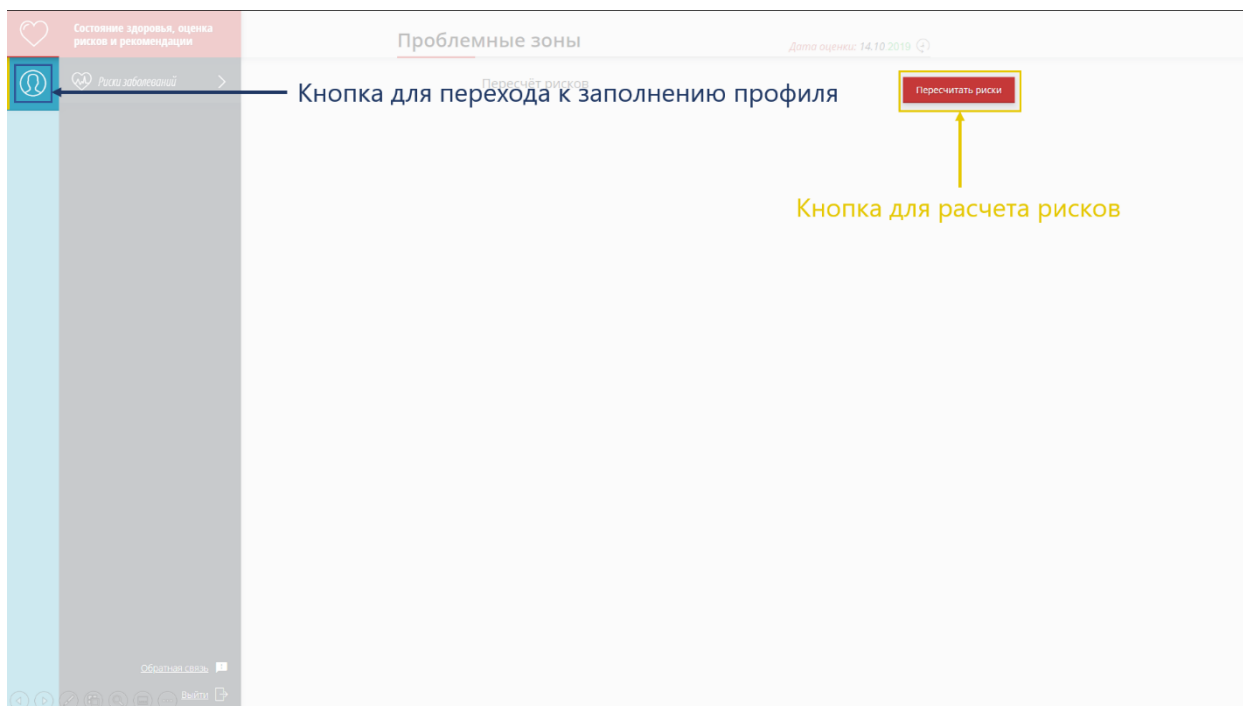 Состояние здоровья, оценка
рисков и рекомендации
Проблемные зоны
Дата оценки: 14.10 2019
Риски заболеваний
Пересчёт рисков
Кнопка для перехода к заполнению профиля
Пересчитать риски
Кнопка для расчета рисков
Обратная связь
Выйти